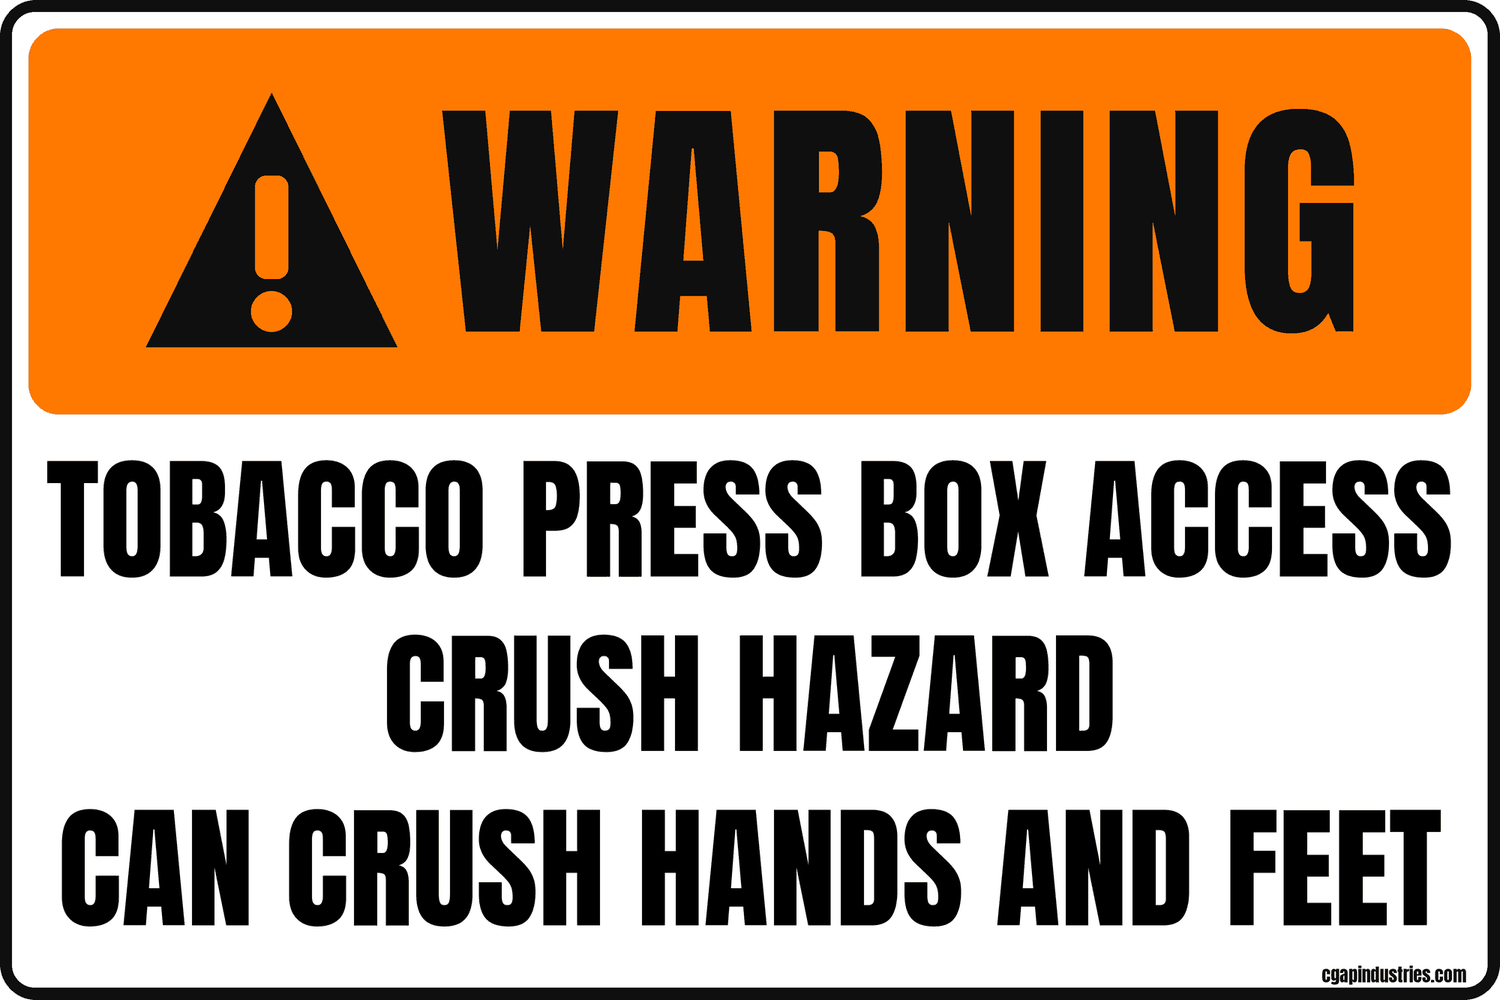 WARNING
TOBACCO PRESS BOX ACCESS
CRUSH HAZARD
CAN CRUSH HANDS AND FEET
cgapindustries.com